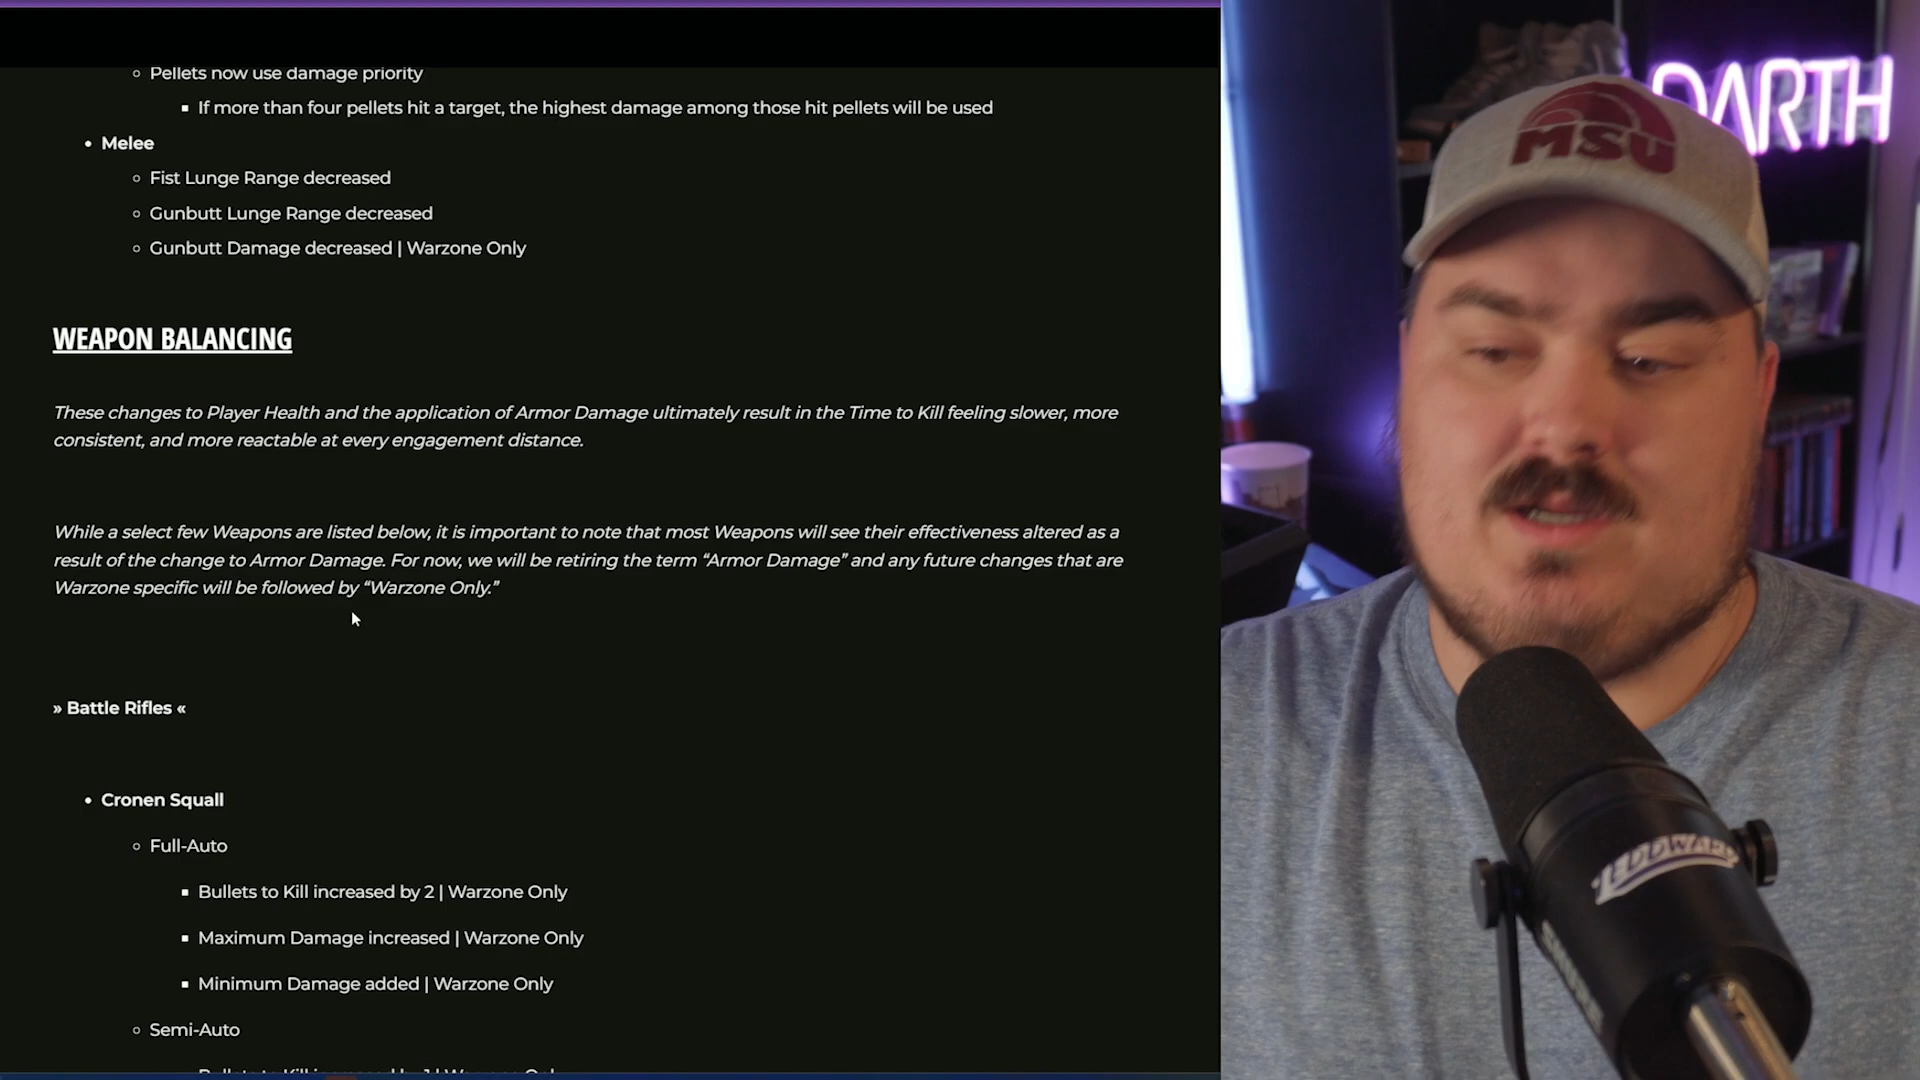 Pellets now use damage priority
If more than four pellets hit a target, the highest damage among those hit pellets will be used
Melee
Fist Lunge Range decreased
Gunbutt Lunge Range decreased
Gunbutt Damage decreased | Warzone Only
WEAPON BALANCING
These changes to Player Health and the application of Armor Damage ultimately result in the Time to Kill feeling slower, more
consistent, and more reactable at every engagement distance.
While a select few Weapons are listed below, it is important to note that most Weapons will see their effectiveness altered as a
result of the change to Armor Damage. For now, we will be retiring the term “Armor Damage” and any future changes that are
Warzone specific will be followed by “Warzone Only.”
» Battle Rifles «
Cronen Squall
Full-Auto
Bullets to Kill increased by 2 | Warzone Only
Maximum Damage increased | Warzone Only
Minimum Damage added | Warzone Only
Semi-Auto
DARTH
MSU